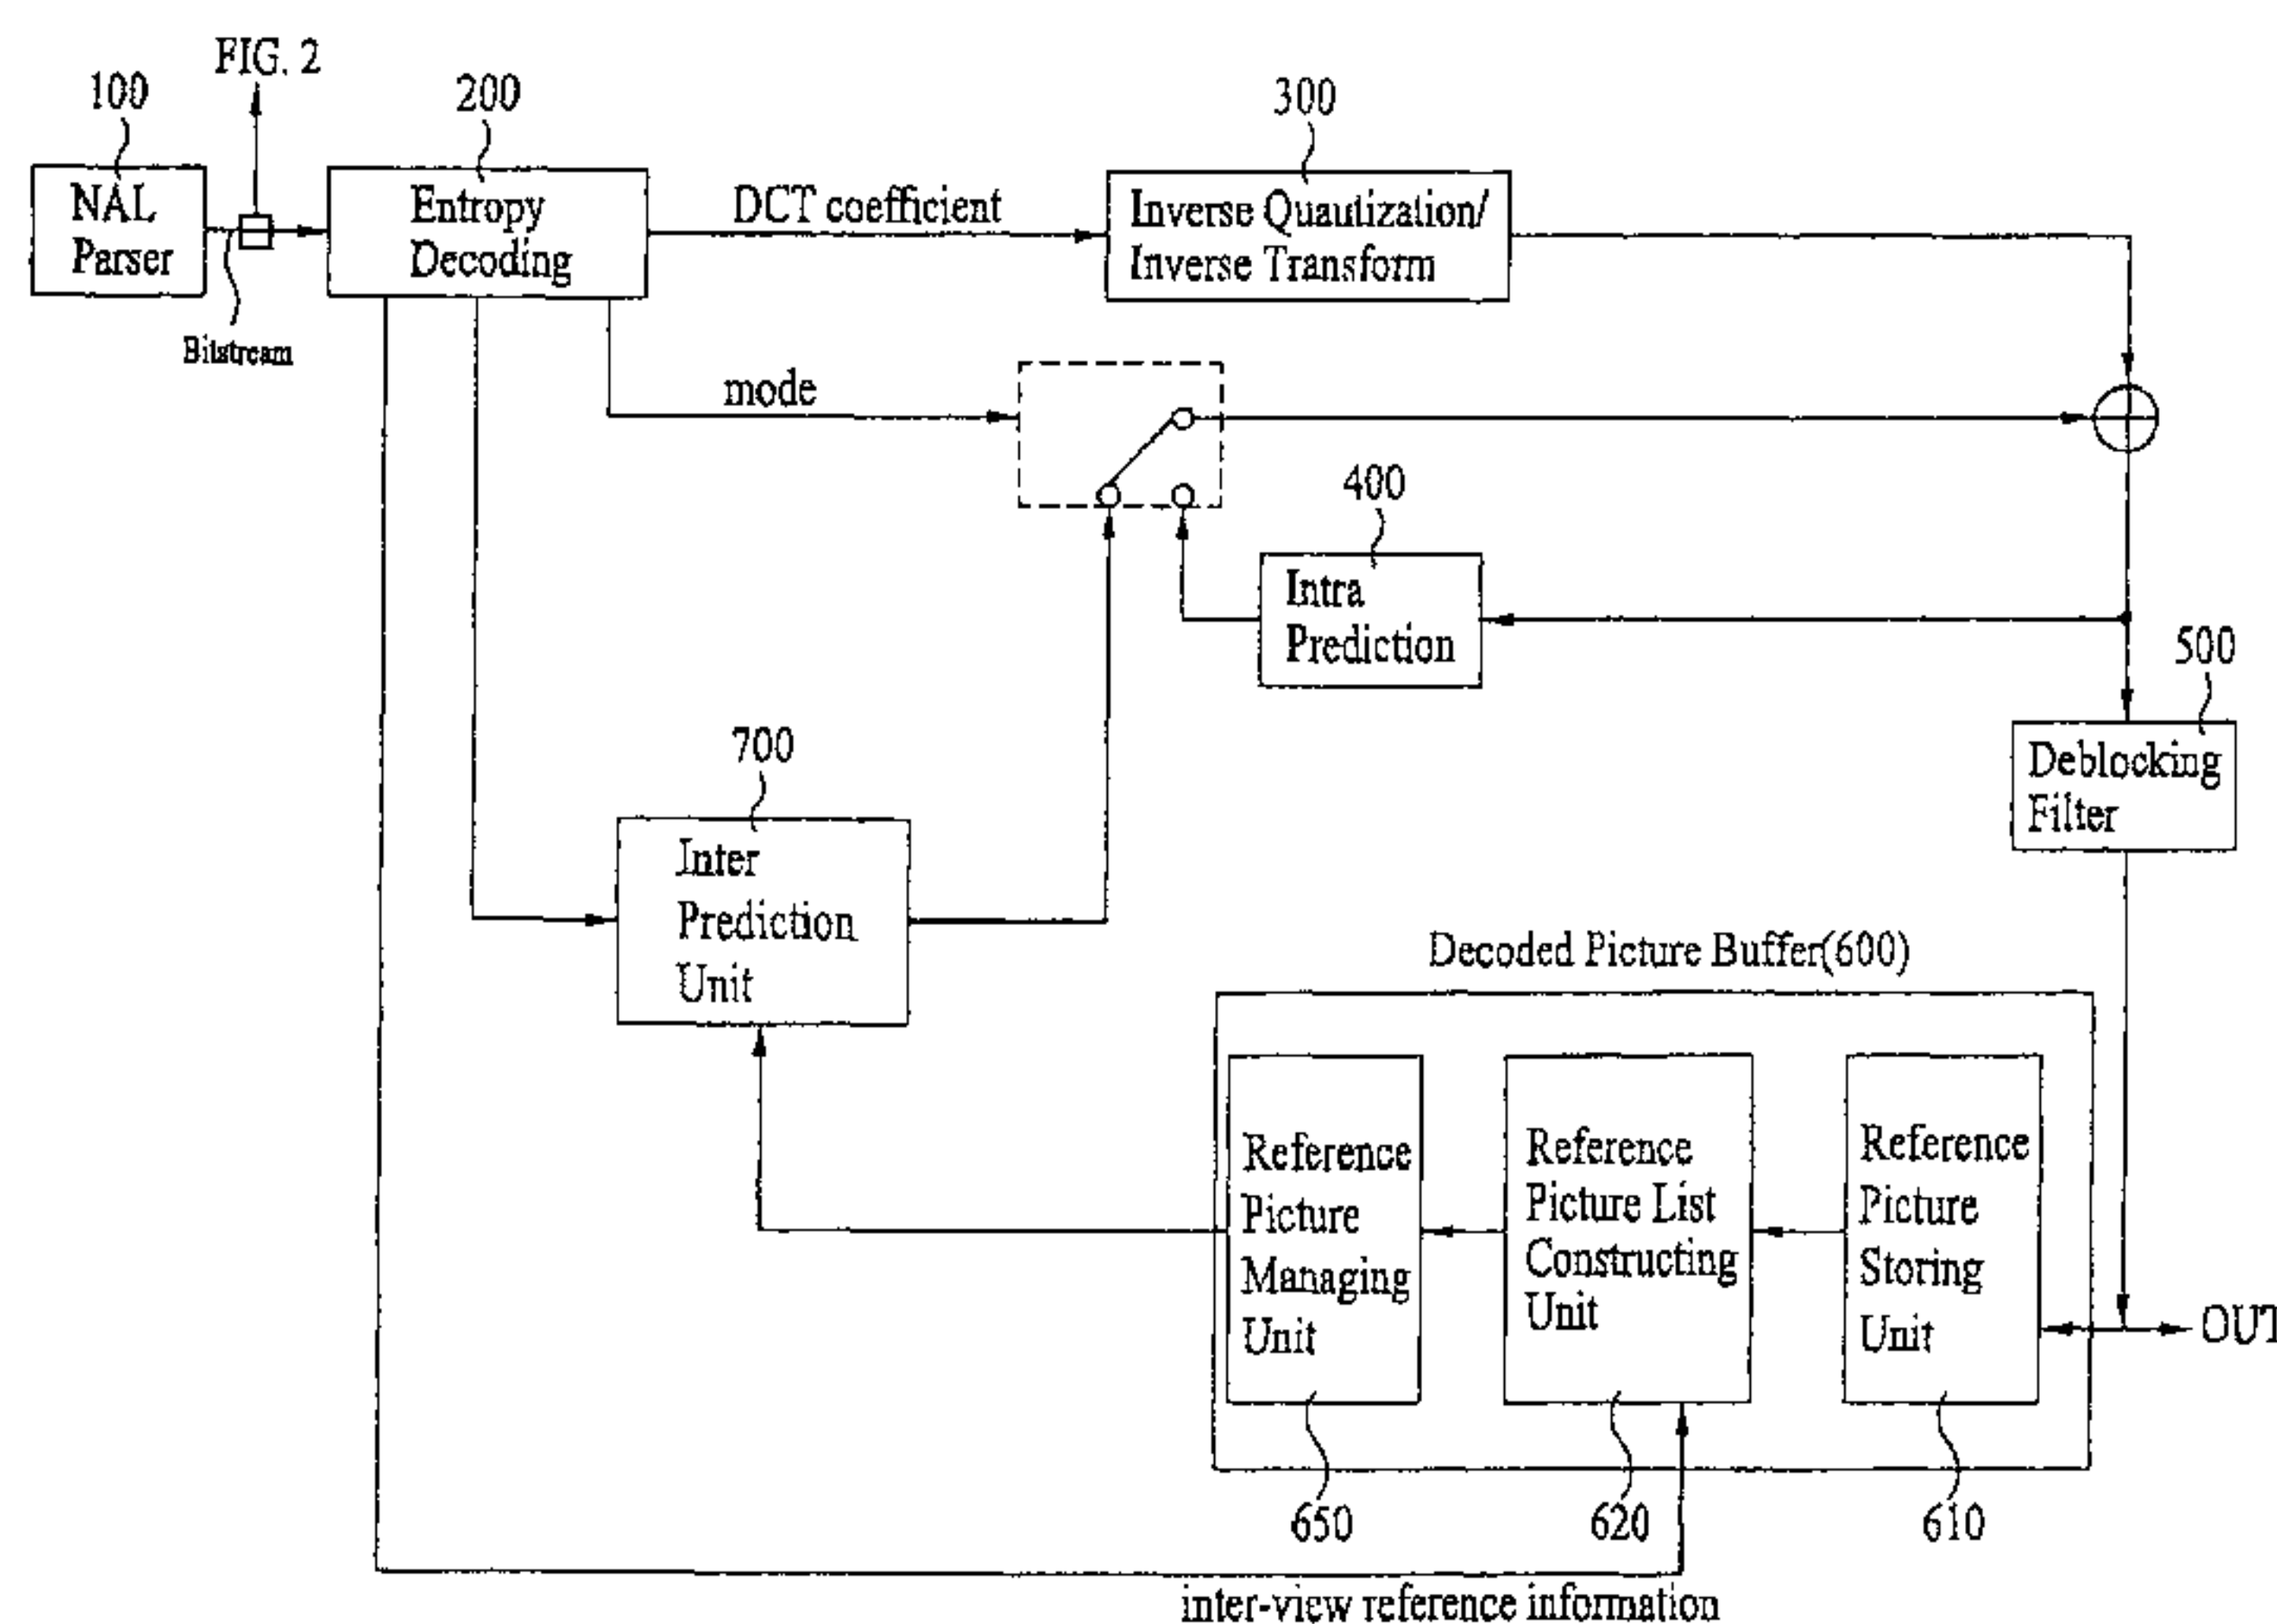 FIG. 2
100
200
300
NAL
Parser
Entropy
Decoding
DCT coefficient
Inverse Quautization/
Inverse Transform
Bitstream
mode
400
Intra
Prediction
500
Deblocking
Filter
700
Inter
Prediction
Unit
Decoded Picture Buffer(600)
Reference
Picture
Managing
Unit
Reference
Picture List
Constructing
Unit
Reference
Picture
Storing
Unit
OUT
650
620
610
inter-view reference information